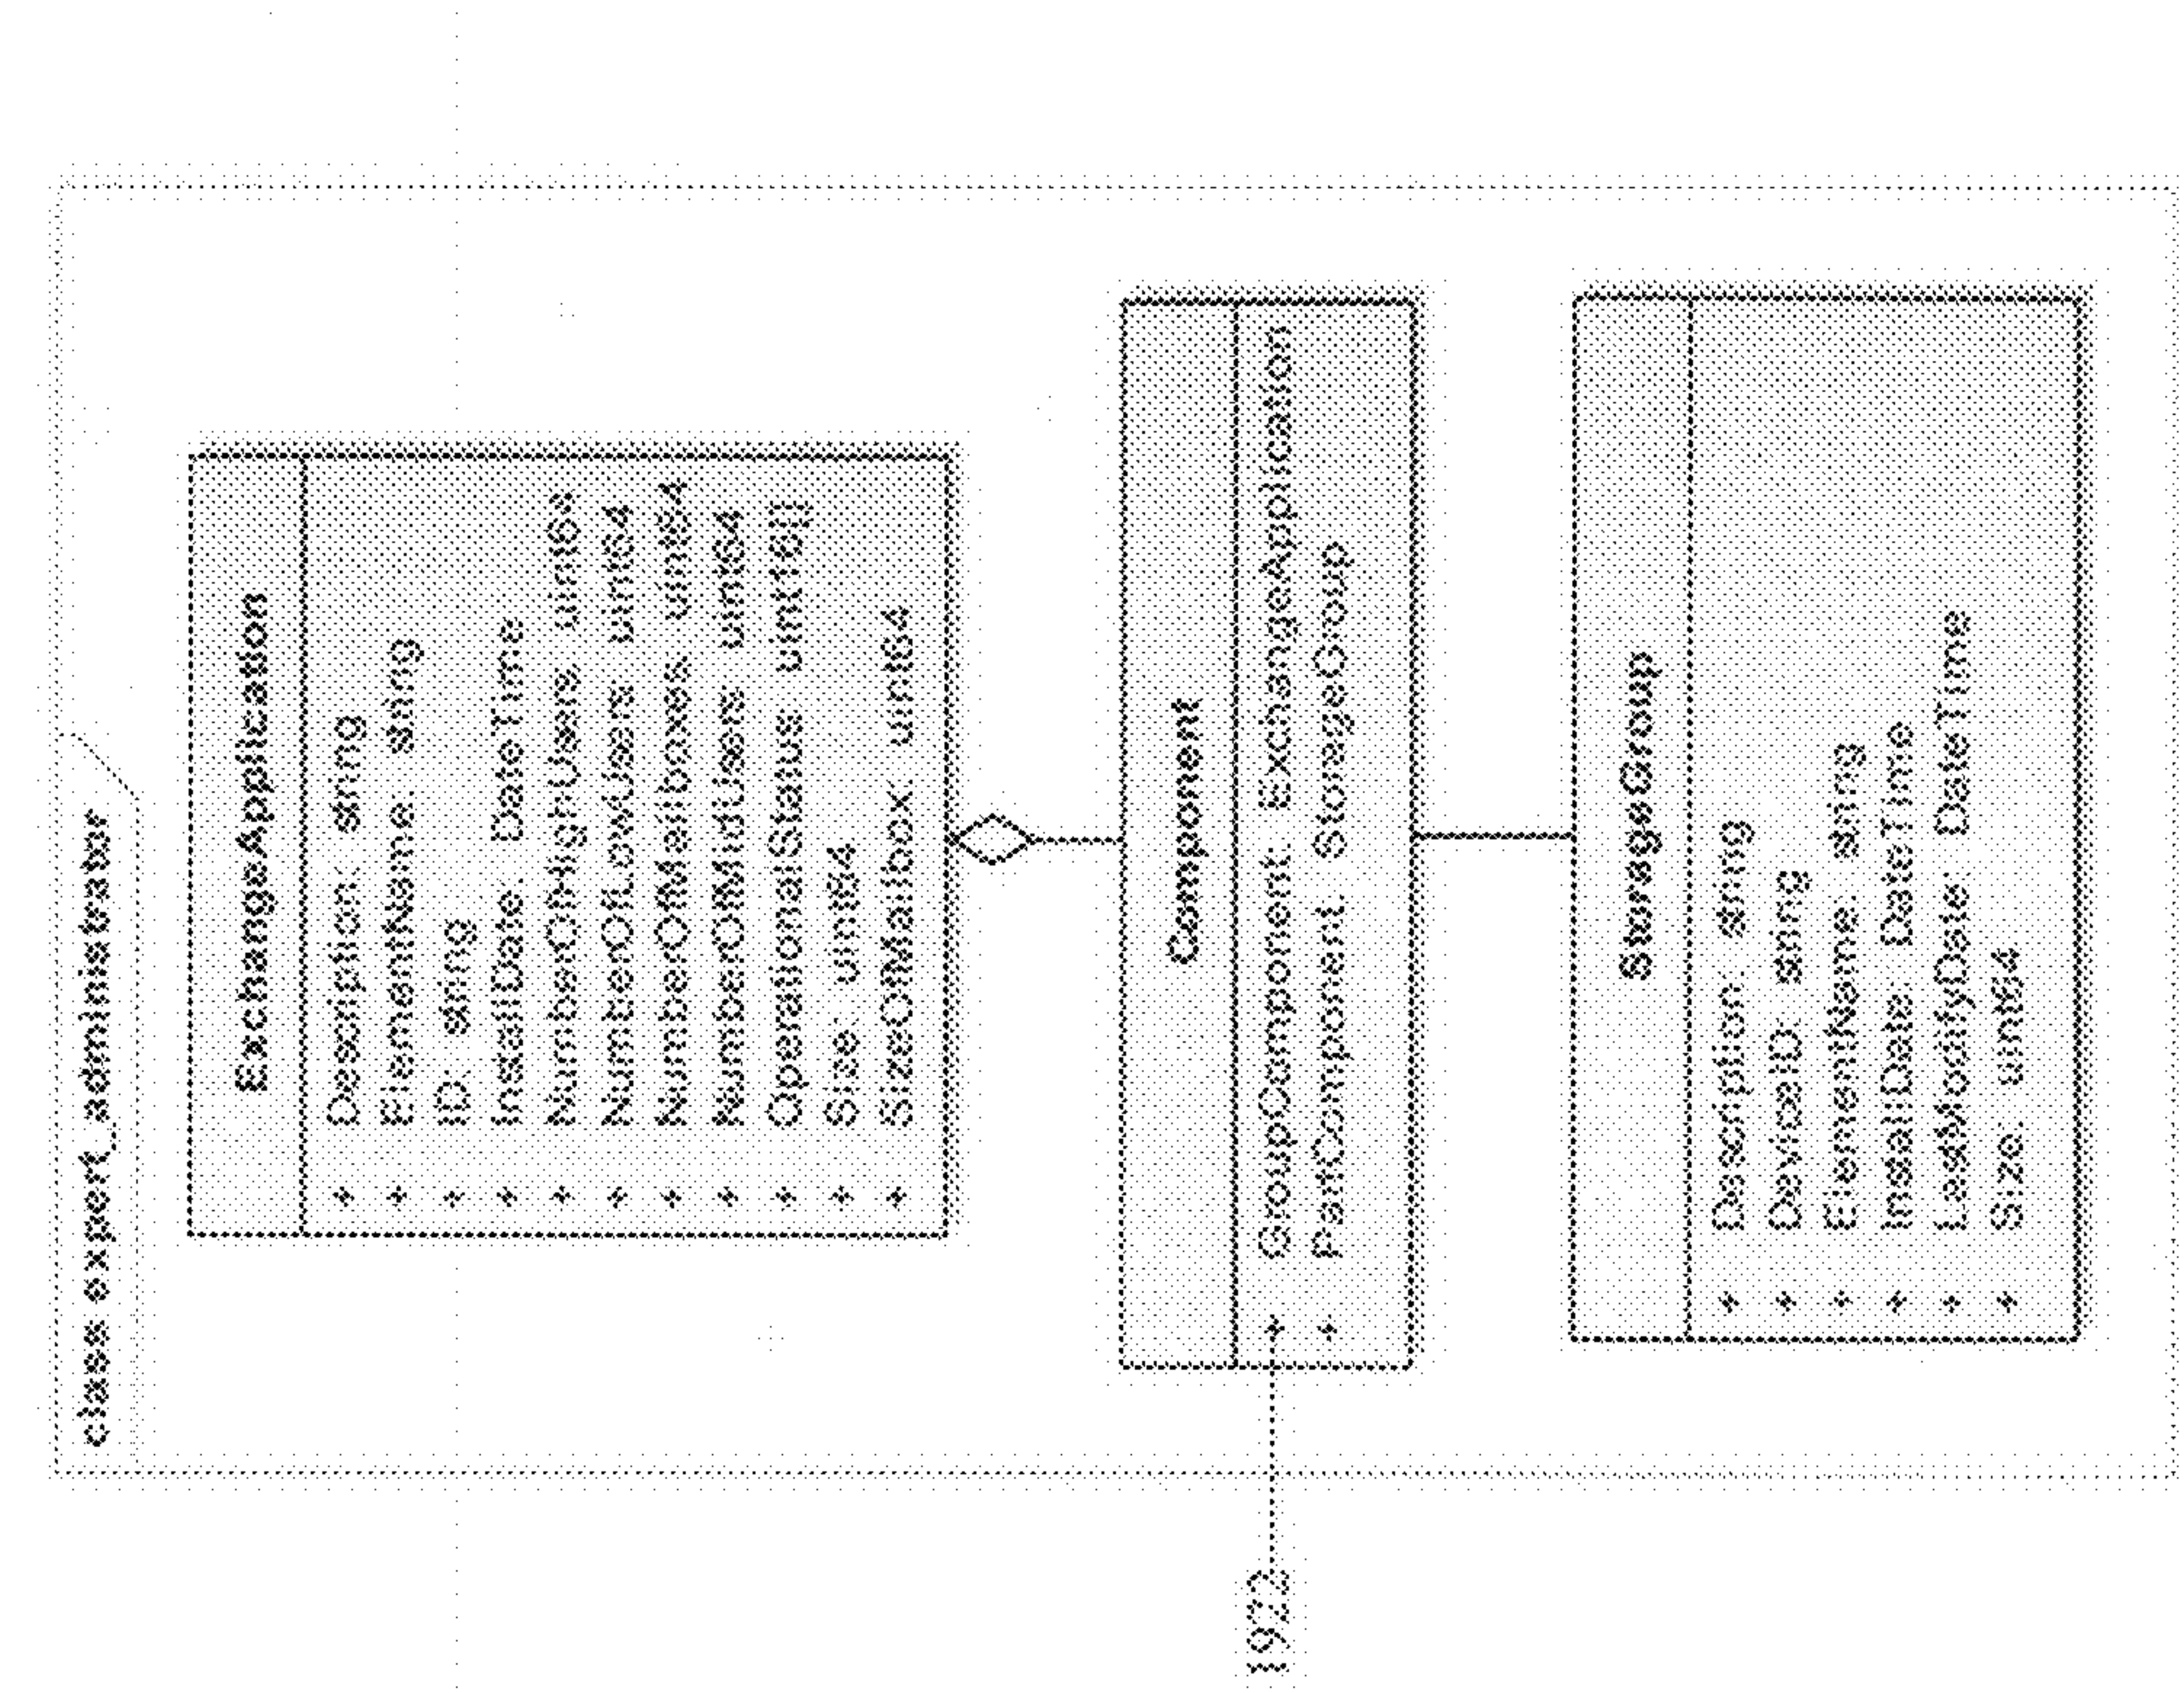 class expert_administrator
ExchangeApplication
+ Description: string
+ ElementName: string
+ ID: string
+ InstallDate: DateTime
+ NumberOfHighUsers: uint64
+ NumberOfLowUsers: uint64
+ NumberOfMailboxes: uint64
+ NumberOfMidUsers: uint64
+ OperationalStatus: uint16[]
+ Size: uint64
+ SizeOfMailbox: uint64
Component
+ GroupComponent: ExchangeApplication
+ PartComponent: StorageGroup
StorageGroup
+ Description: string
+ DeviceID: string
+ ElementName: string
+ InstallDate: DateTime
+ LastModifyDate: DateTime
+ Size: uint64
1922